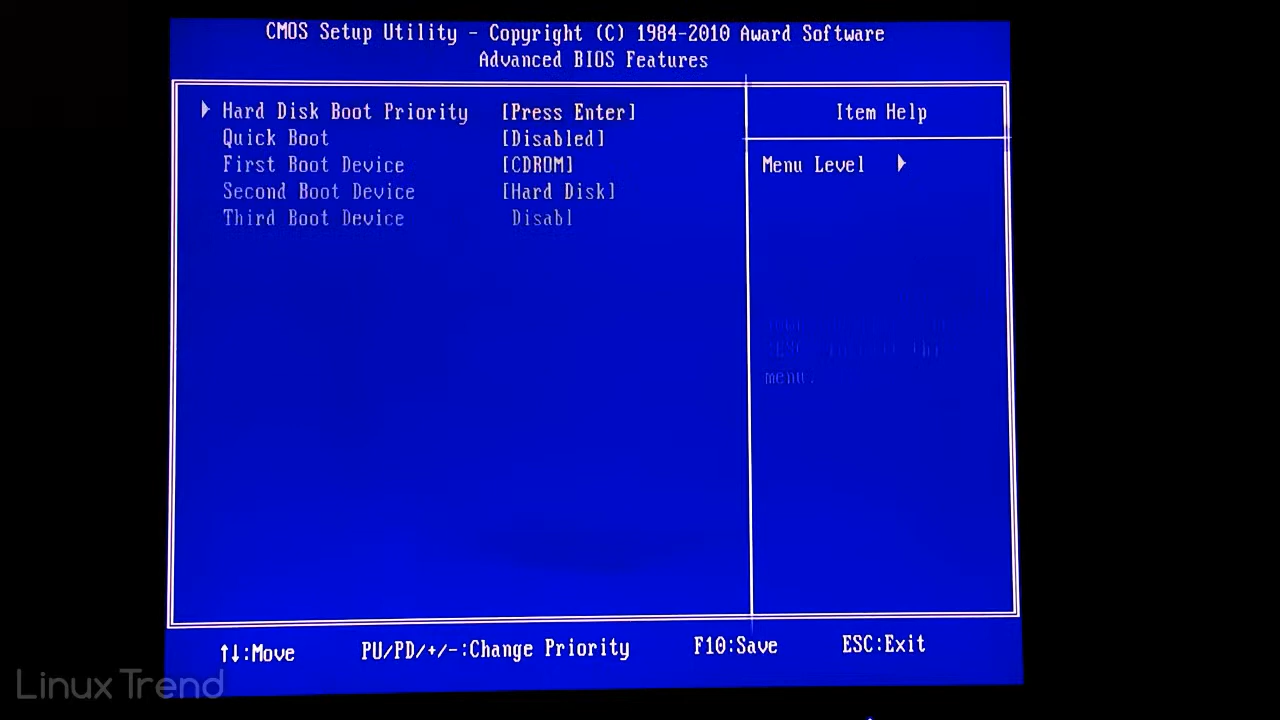 CMOS Setup Utility - Copyright (C) 1984-2010 Award Software
Advanced BIOS Features
Hard Disk Boot Priority [Press Enter]
Quick Boot [Disabled]
First Boot Device [CDROM]
Second Boot Device [Hard Disk]
Third Boot Device Disabl
Item Help
Menu Level
menu.
↑↓:Move PU/PD/+/-:Change Priority F10:Save ESC:Exit
Linux Trend